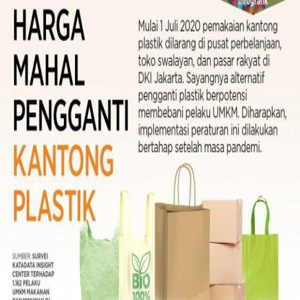 HARGA
MAHAL
PENGGANTI
KANTONG
PLASTIK
Mulai 1 Juli 2020 pemakaian kantong
plastik dilarang di pusat perbelanjaan,
toko swalayan, dan pasar rakyat di
DKI Jakarta. Sayangnya alternatif
pengganti plastik berpotensi
membebani pelaku UMKM. Diharapkan,
implementasi peraturan ini dilakukan
bertahap setelah masa pandemi.
SUMBER: SURVEI
KATADATA INSIGHT
CENTER TERHADAP
1.162 PELAKU
UMKM MAKANAN
BIO
100%